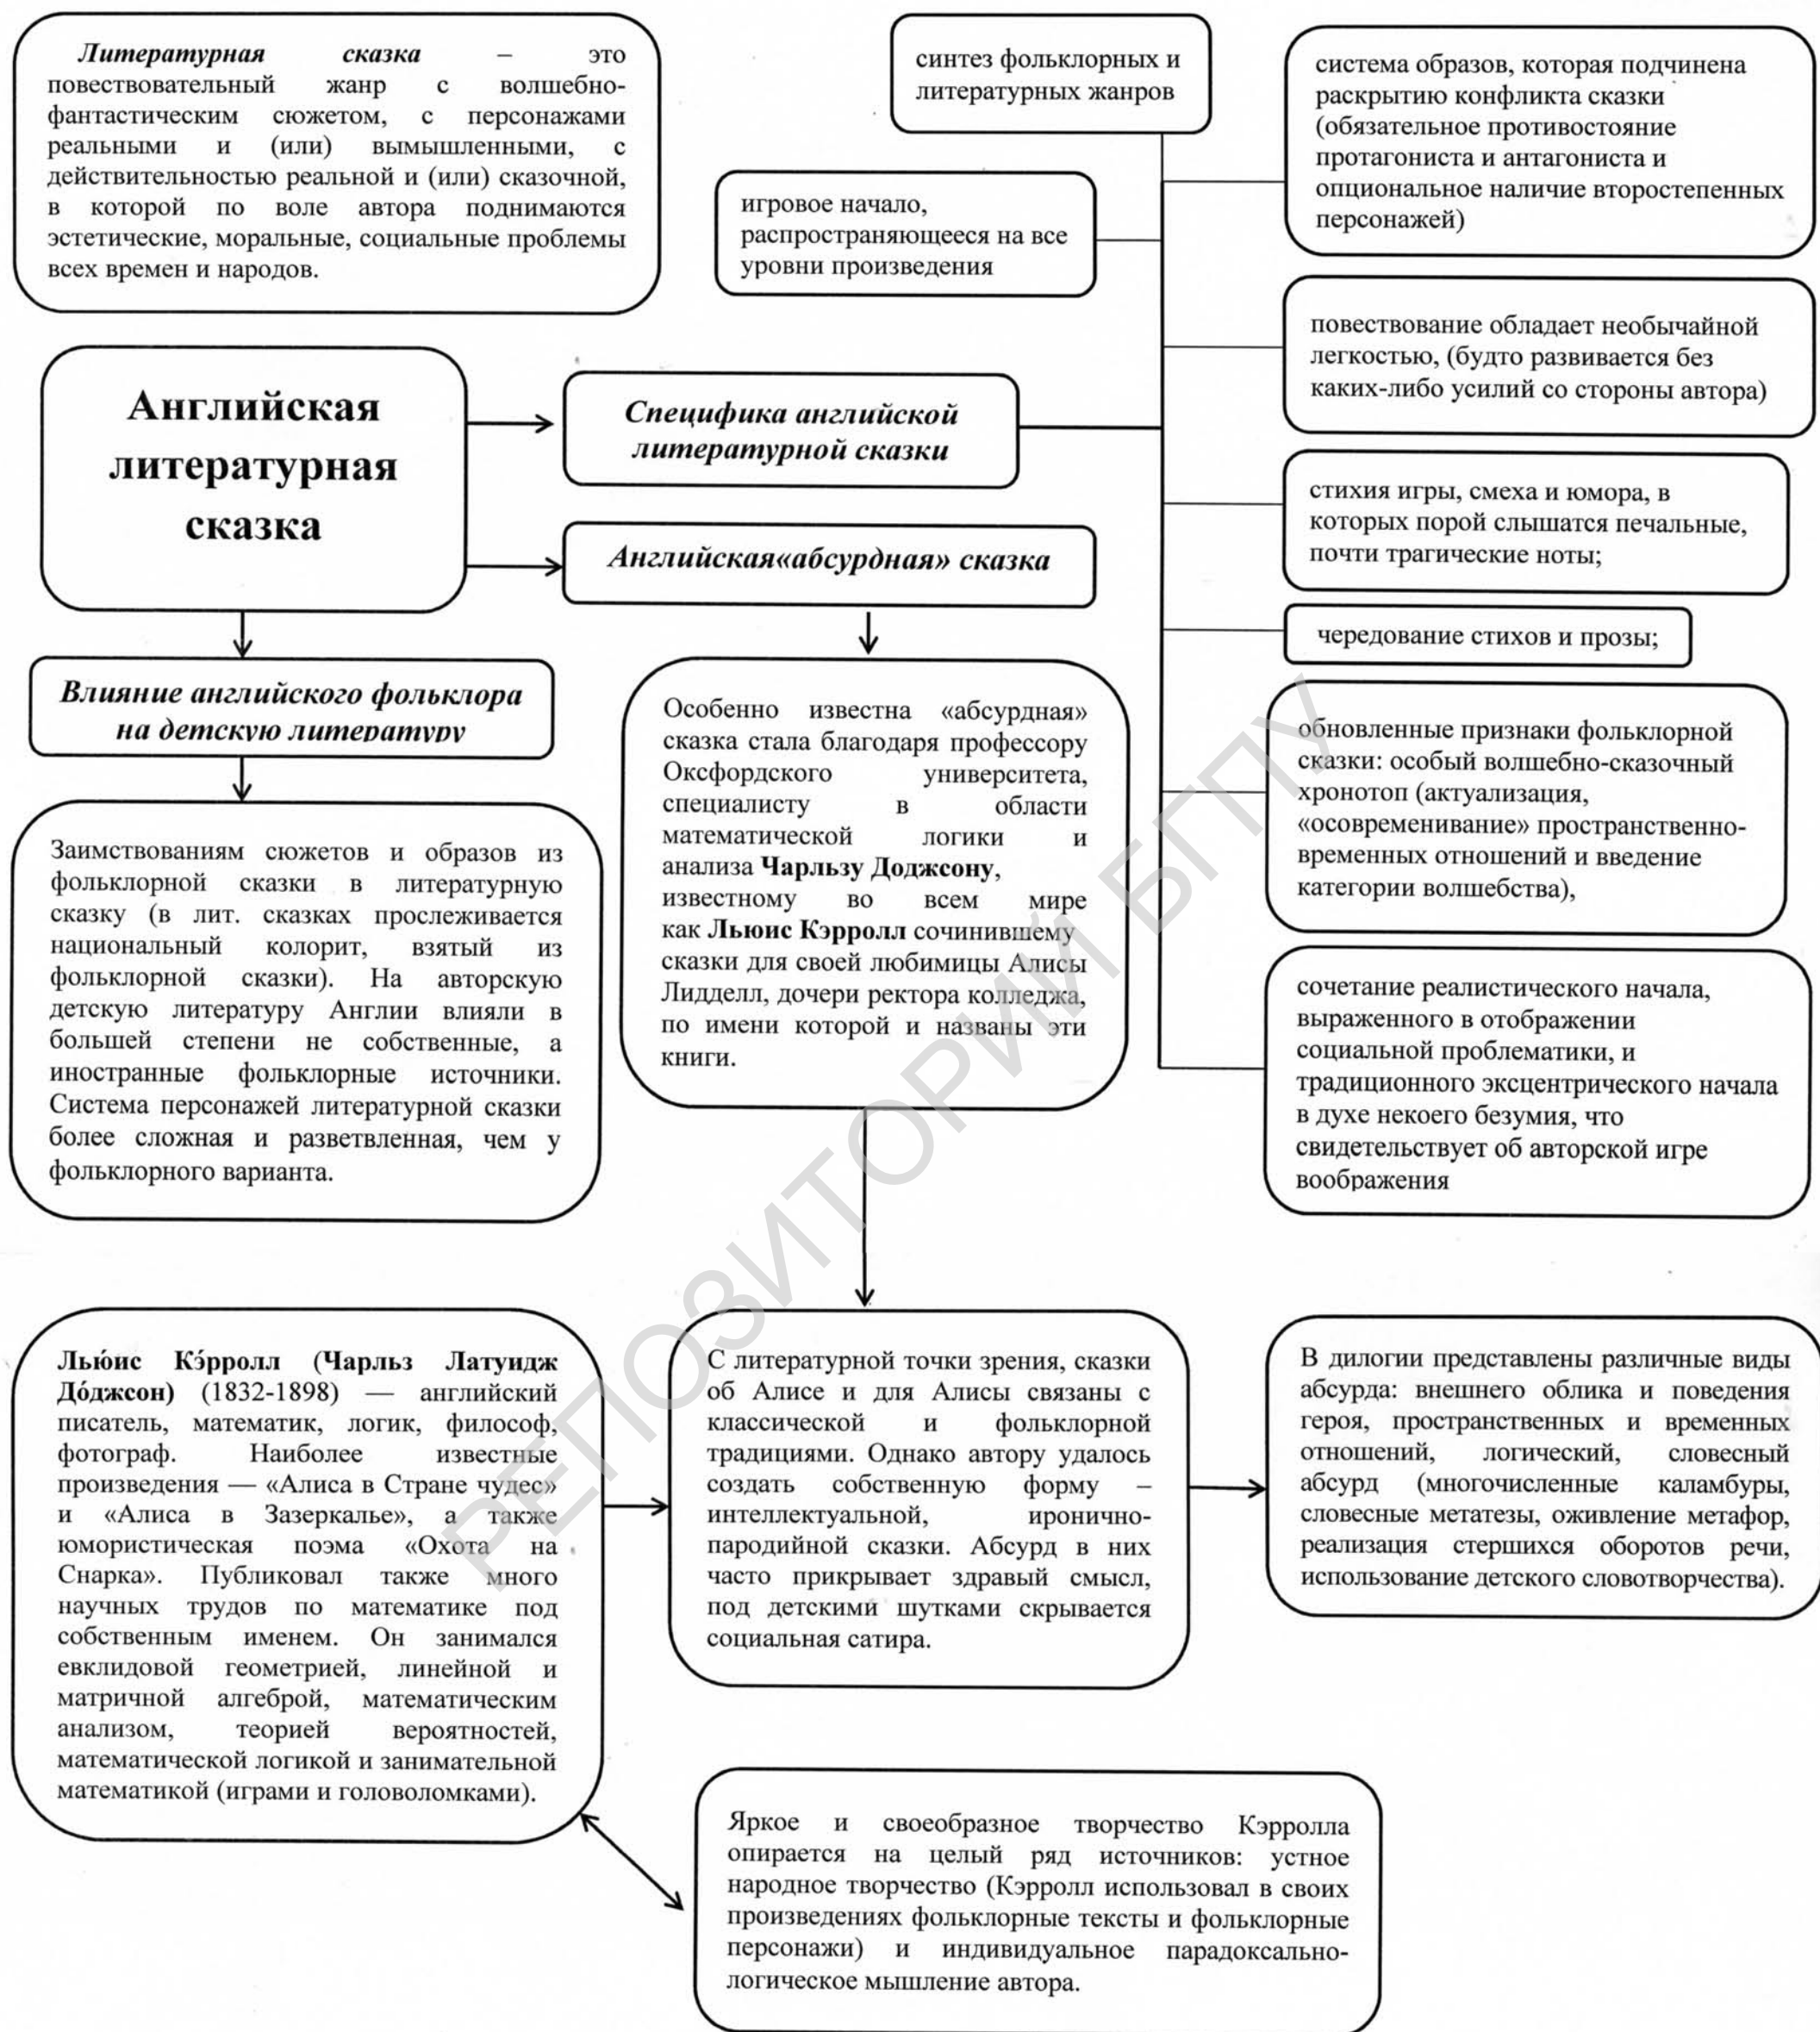 Литературная сказка – это
повествовательный жанр с волшебно-
фантастическим сюжетом, с персонажами
реальными и (или) вымышленными, с
действительностью реальной и (или) сказочной,
в которой по воле автора поднимаются
эстетические, моральные, социальные проблемы
всех времен и народов.
синтез фольклорных и
литературных жанров
игровое начало,
распространяющееся на все
уровни произведения
система образов, которая подчинена
раскрытию конфликта сказки
(обязательное противостояние
протагониста и антагониста и
опциональное наличие второстепенных
персонажей)
повествование обладает необычайной
легкостью, (будто развивается без
каких-либо усилий со стороны автора)
стихия игры, смеха и юмора, в
которых порой слышатся печальные,
почти трагические ноты;
чередование стихов и прозы;
обновленные признаки фольклорной
сказки: особый волшебно-сказочный
хронотоп (актуализация,
«осовременивание» пространственно-
временных отношений и введение
категории волшебства),
сочетание реалистического начала,
выраженного в отображении
социальной проблематики, и
традиционного эксцентрического начала
в духе некоего безумия, что
свидетельствует об авторской игре
воображения
Английская
литературная
сказка
Специфика английской
литературной сказки
Английская«абсурдная» сказка
Влияние английского фольклора
на детскую литературу
Заимствованиям сюжетов и образов из
фольклорной сказки в литературную
сказку (в лит. сказках прослеживается
национальный колорит, взятый из
фольклорной сказки). На авторскую
детскую литературу Англии влияли в
большей степени не собственные, а
иностранные фольклорные источники.
Система персонажей литературной сказки
более сложная и разветвленная, чем у
фольклорного варианта.
Особенно известна «абсурдная»
сказка стала благодаря профессору
Оксфордского университета,
специалисту в области
математической логики и
анализа Чарльзу Доджсону,
известному во всем мире
как Льюис Кэрролл сочинившему
сказки для своей любимицы Алисы
Лидделл, дочери ректора колледжа,
по имени которой и названы эти
книги.
Лью́ис Кэ́рролл (Чарльз Латуидж
До́джсон) (1832-1898) — английский
писатель, математик, логик, философ,
фотограф. Наиболее известные
произведения — «Алиса в Стране чудес»
и «Алиса в Зазеркалье», а также
юмористическая поэма «Охота на
Снарка». Публиковал также много
научных трудов по математике под
собственным именем. Он занимался
евклидовой геометрией, линейной и
матричной алгеброй, математическим
анализом, теорией вероятностей,
математической логикой и занимательной
математикой (играми и головоломками).
С литературной точки зрения, сказки
об Алисе и для Алисы связаны с
классической и фольклорной
традициями. Однако автору удалось
создать собственную форму –
интеллектуальной, иронично-
пародийной сказки. Абсурд в них
часто прикрывает здравый смысл,
под детскими шутками скрывается
социальная сатира.
В дилогии представлены различные виды
абсурда: внешнего облика и поведения
героя, пространственных и временных
отношений, логический, словесный
абсурд (многочисленные каламбуры,
словесные метатезы, оживление метафор,
реализация стершихся оборотов речи,
использование детского словотворчества).
Яркое и своеобразное творчество Кэрролла
опирается на целый ряд источников: устное
народное творчество (Кэрролл использовал в своих
произведениях фольклорные тексты и фольклорные
персонажи) и индивидуальное парадоксально-
логическое мышление автора.
РЕПОЗИТОРИЙ БГПУ